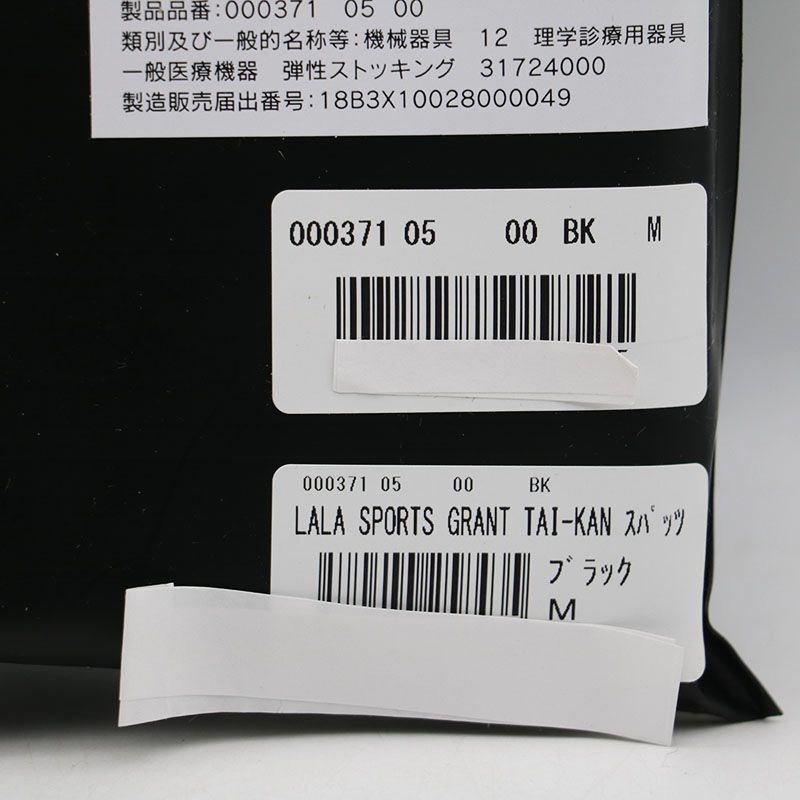 製品品番:000371 05 00
類別及び一般的名称等:機械器具 12 理学診療用器具
一般医療機器 弾性ストッキング 31724000
製造販売届出番号:18B3X10028000049
000371 05 00 BK M
000371 05 00 BK
LALA SPORTS GRANT TAI-KAN スパッツ
ブラック
M